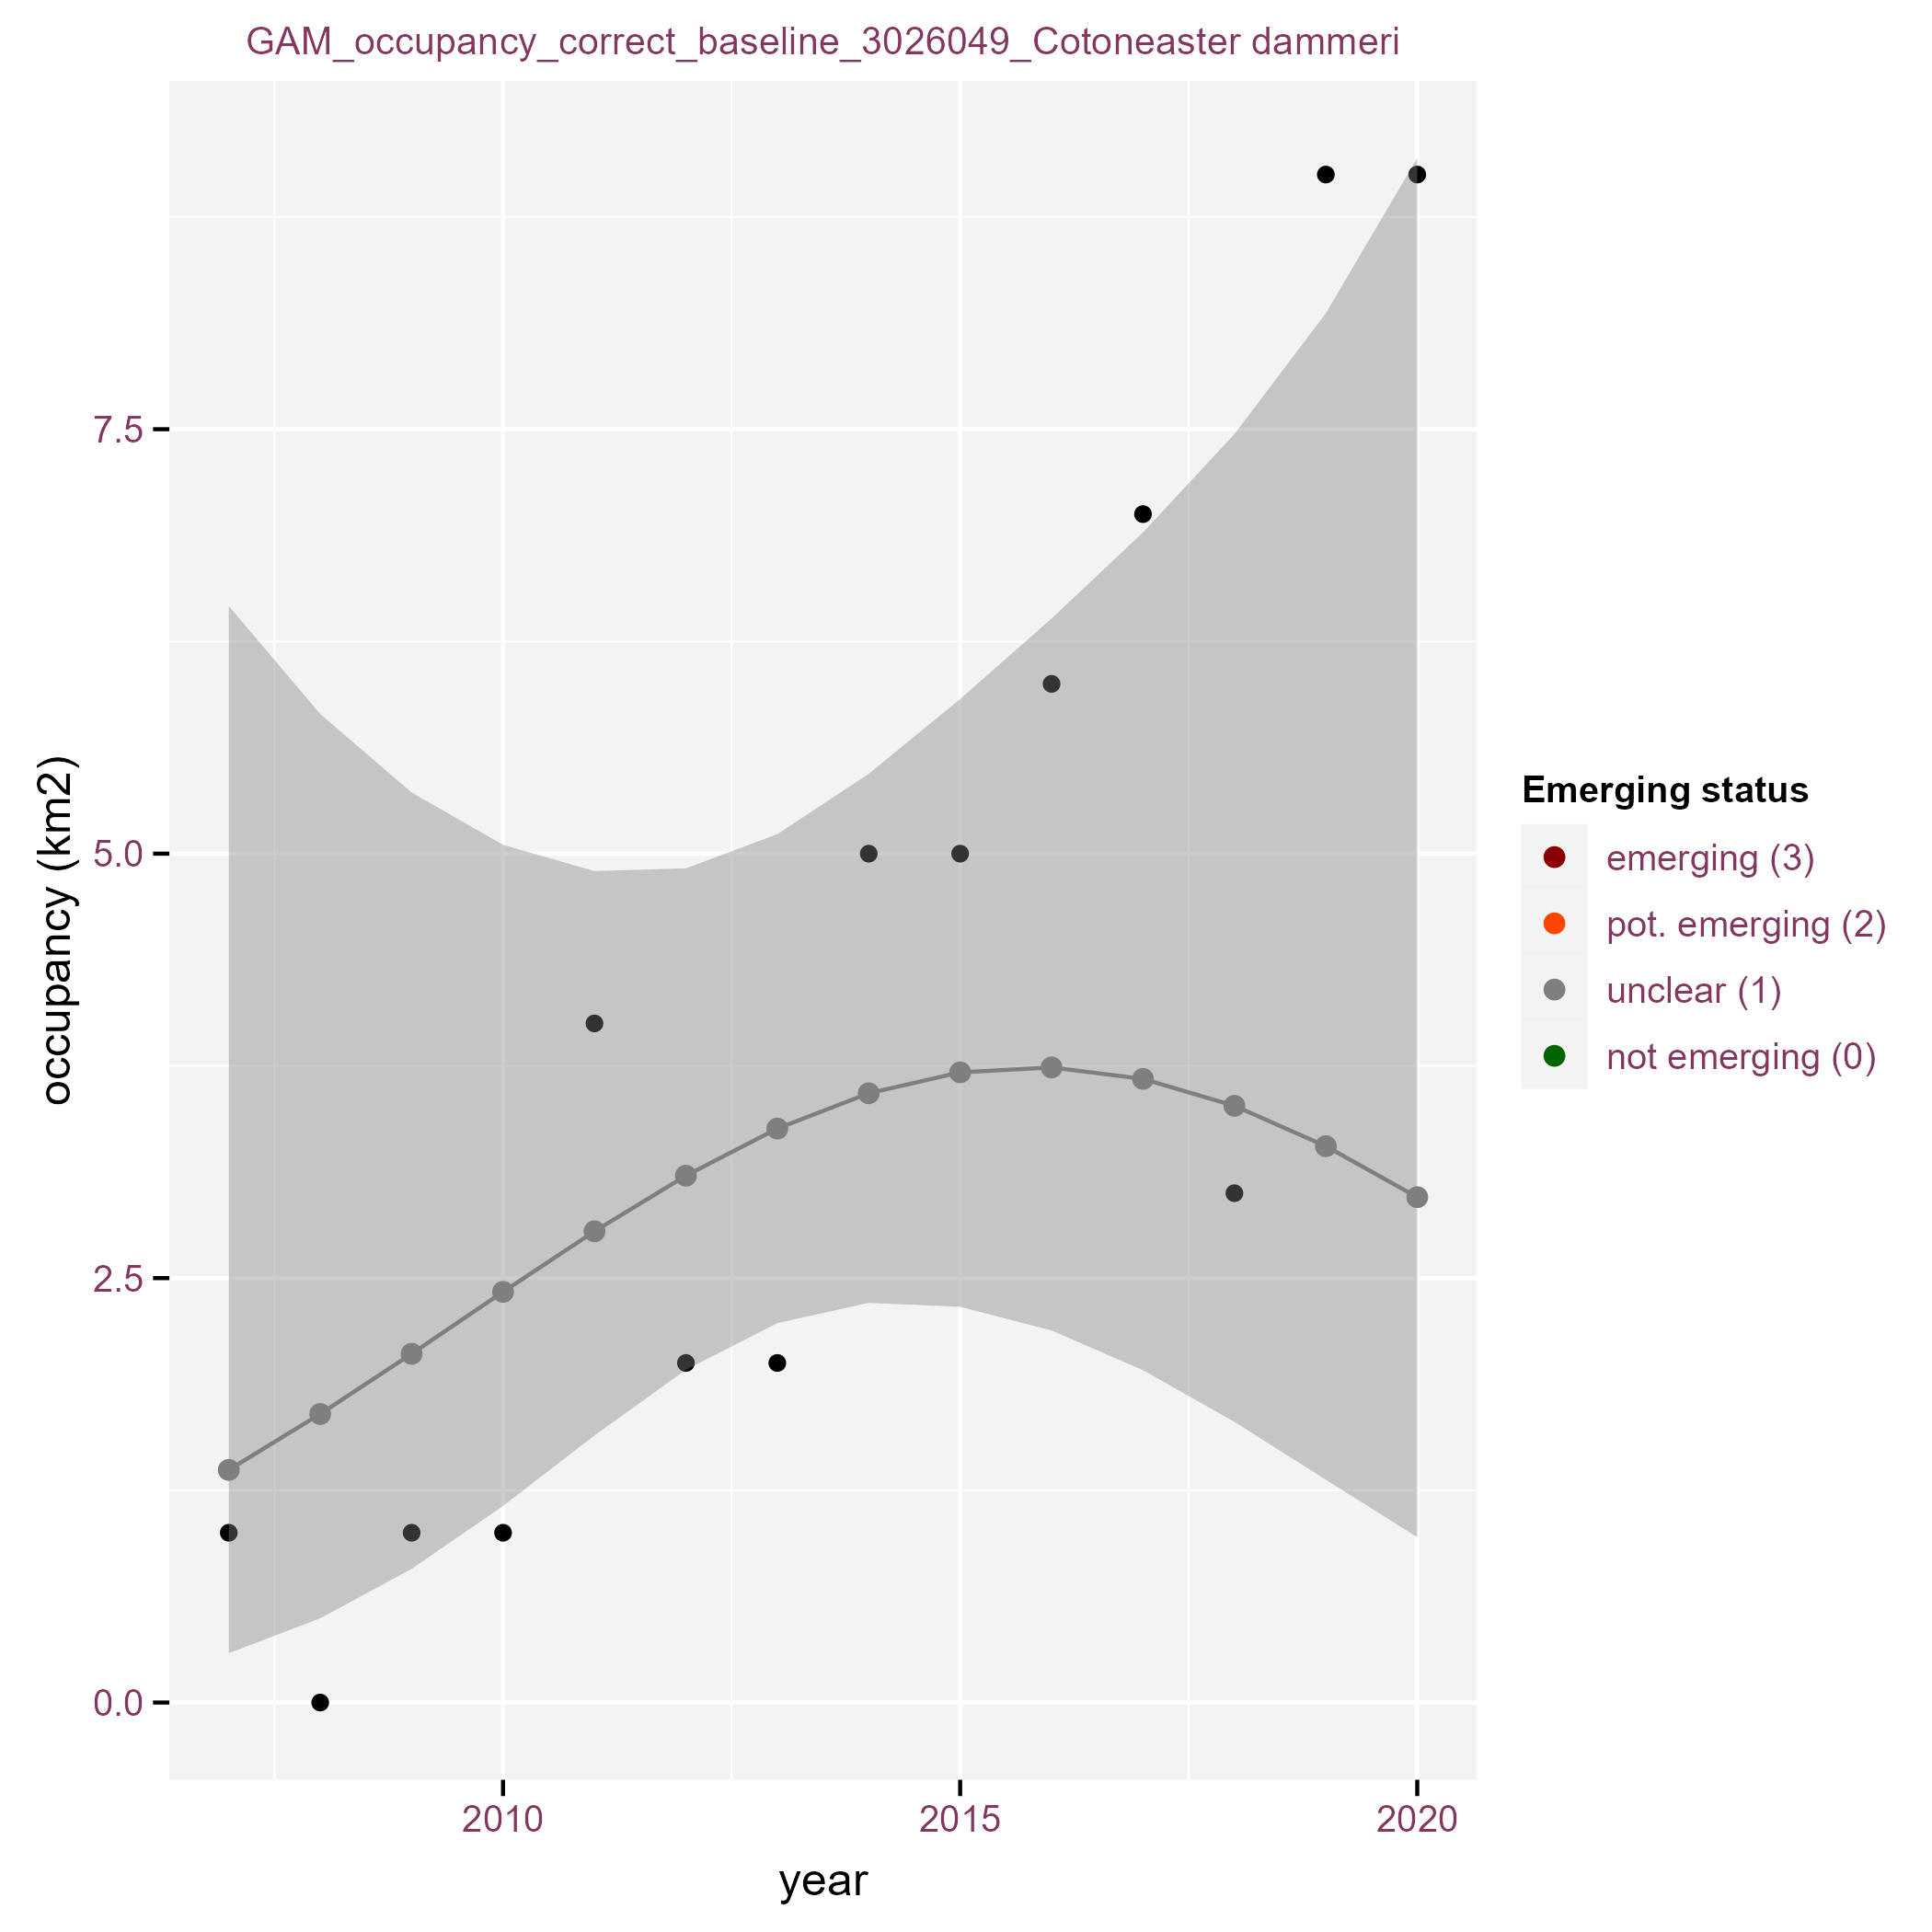 GAM_occupancy_correct_baseline_3026049_Cotoneaster dammeri
occupancy (km2)
7.5
5.0
2.5
0.0
2010
2015
2020
year
Emerging status
emerging (3)
pot. emerging (2)
unclear (1)
not emerging (0)